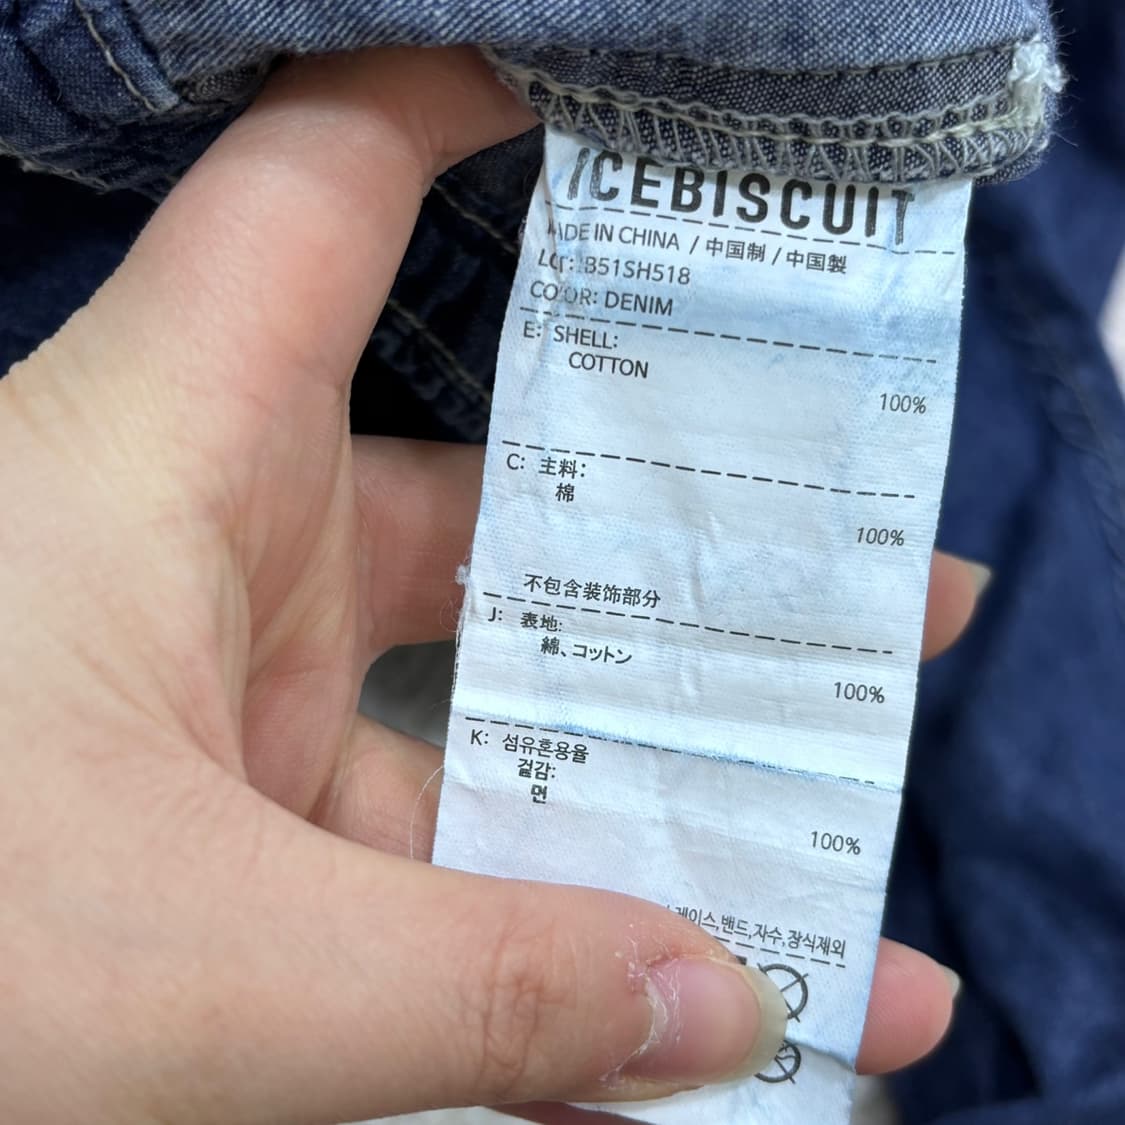 ICEBISCUIT
MADE IN CHINA / 中国制 / 中国製
LOT: B51SH518
COLOR: DENIM
E: SHELL:
COTTON
100%
C: 主料:
棉
100%
不包含装饰部分
J: 表地:
綿、コットン
100%
K: 섬유혼용율
겉감:
면
100%
레이스,밴드,자수,장식제외